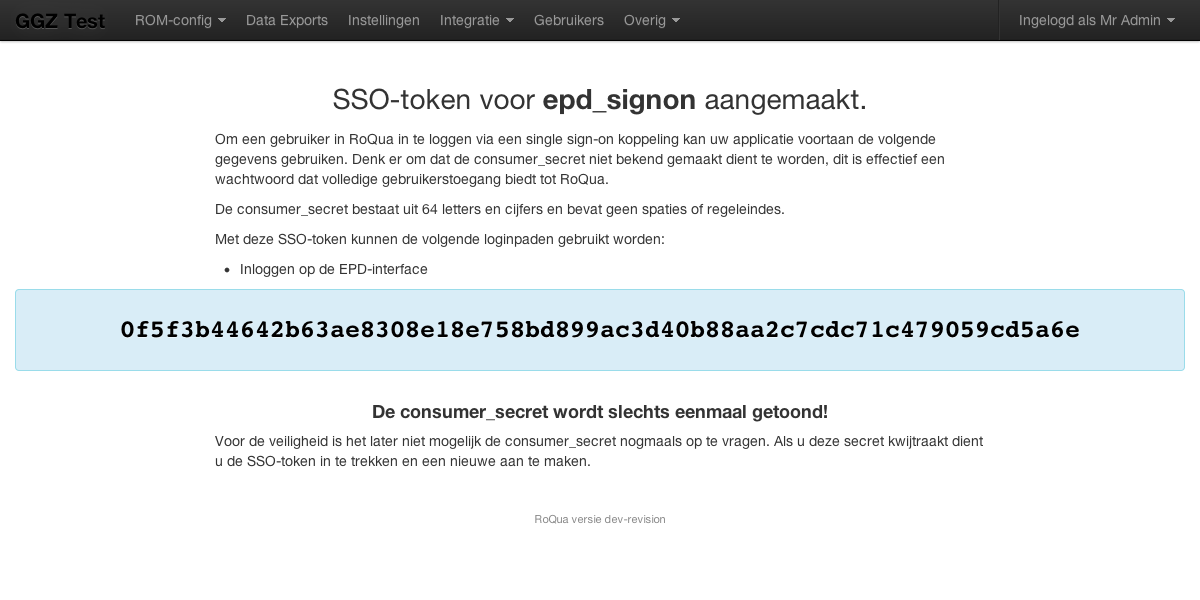 GGZ Test ROM-config Data Exports Instellingen Integratie Gebruikers Overig Ingelogd als Mr Admin
SSO-token voor epd_signon aangemaakt.
Om een gebruiker in RoQua in te loggen via een single sign-on koppeling kan uw applicatie voortaan de volgende
gegevens gebruiken. Denk er om dat de consumer_secret niet bekend gemaakt dient te worden, dit is effectief een
wachtwoord dat volledige gebruikerstoegang biedt tot RoQua.
De consumer_secret bestaat uit 64 letters en cijfers en bevat geen spaties of regeleindes.
Met deze SSO-token kunnen de volgende loginpaden gebruikt worden:
• Inloggen op de EPD-interface
0f5f3b44642b63ae8308e18e758bd899ac3d40b88aa2c7cdc71c479059cd5a6e
De consumer_secret wordt slechts eenmaal getoond!
Voor de veiligheid is het later niet mogelijk de consumer_secret nogmaals op te vragen. Als u deze secret kwijtraakt dient
u de SSO-token in te trekken en een nieuwe aan te maken.
RoQua versie dev-revision